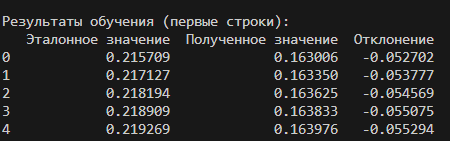 Результаты обучения (первые строки):
Эталонное значение Полученное значение Отклонение
0 0.215709 0.163006 -0.052702
1 0.217127 0.163350 -0.053777
2 0.218194 0.163625 -0.054569
3 0.218909 0.163833 -0.055075
4 0.219269 0.163976 -0.055294